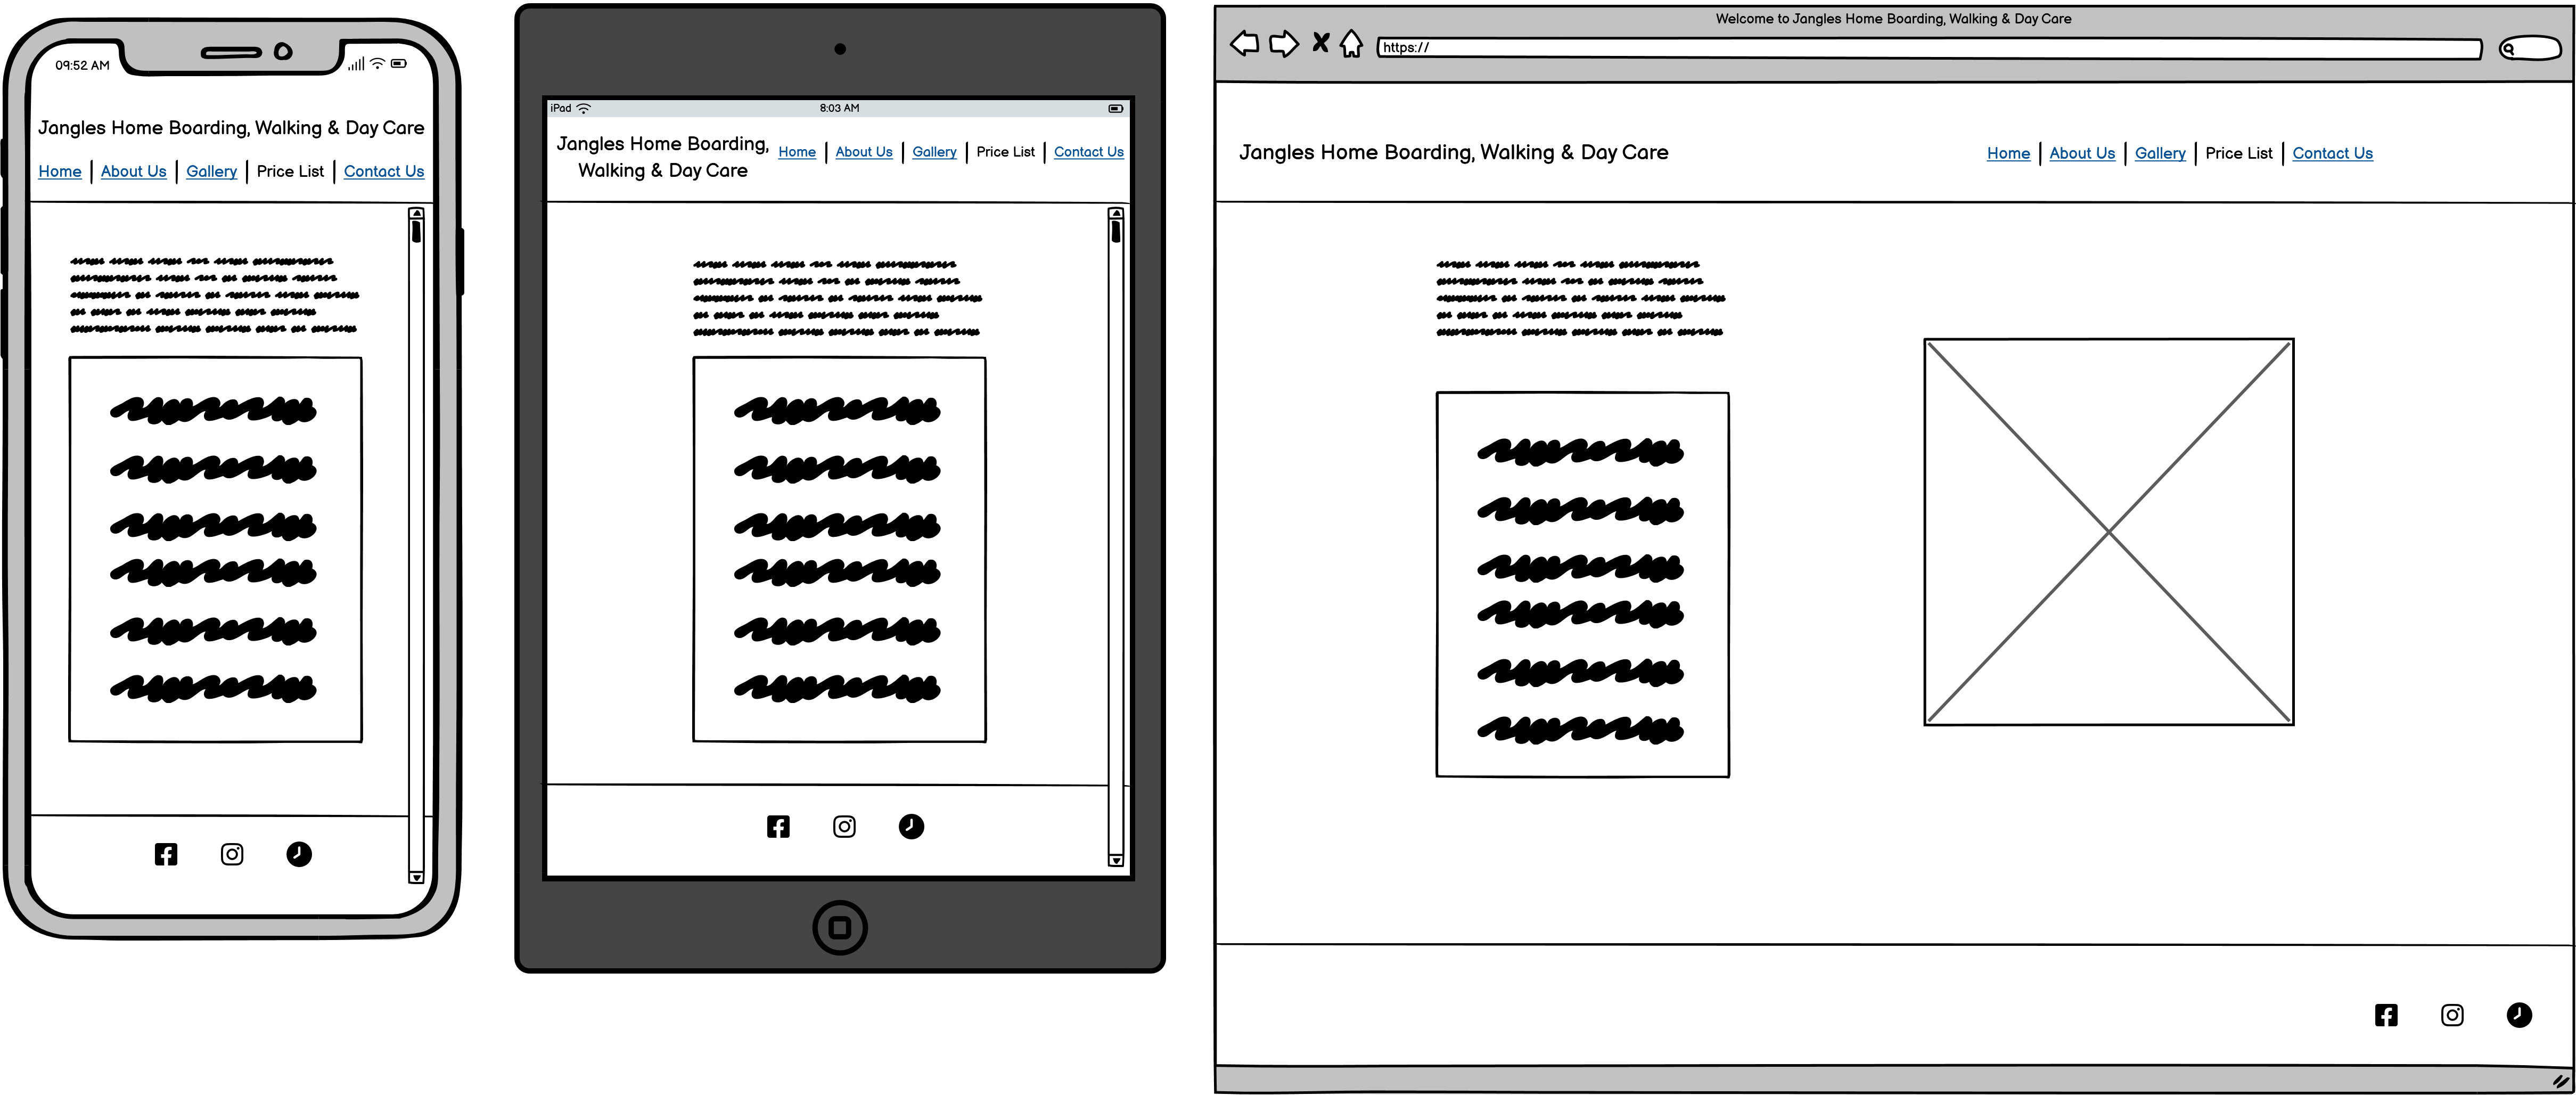 09:52 AM
Jangles Home Boarding, Walking & Day Care
Home | About Us | Gallery | Price List | Contact Us
iPad
8:03 AM
Jangles Home Boarding,
Walking & Day Care
Home | About Us | Gallery | Price List | Contact Us
Welcome to Jangles Home Boarding, Walking & Day Care
https://
Jangles Home Boarding, Walking & Day Care
Home | About Us | Gallery | Price List | Contact Us